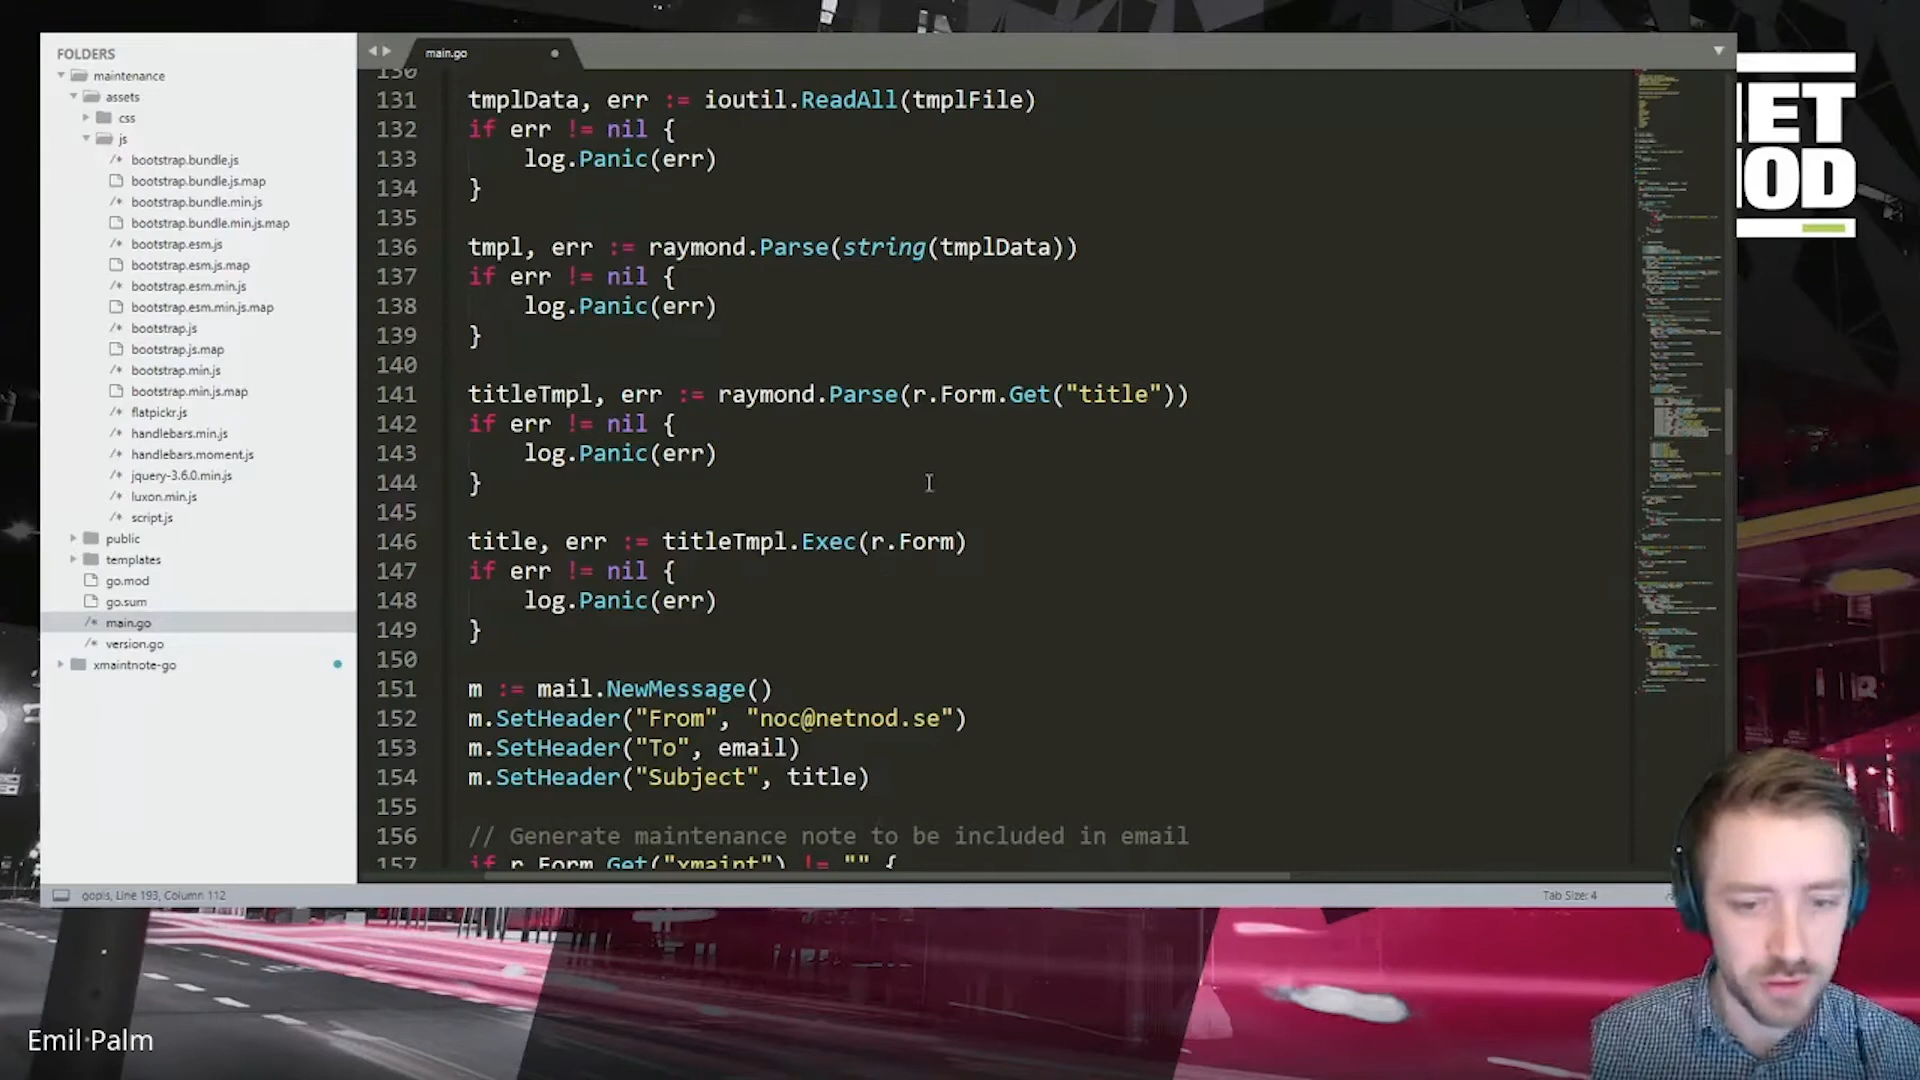 FOLDERS
maintenance
assets
css
js
bootstrap.bundle.js
bootstrap.bundle.js.map
bootstrap.bundle.min.js
bootstrap.bundle.min.js.map
bootstrap.esm.js
bootstrap.esm.js.map
bootstrap.esm.min.js
bootstrap.esm.min.js.map
bootstrap.js
bootstrap.js.map
bootstrap.min.js
bootstrap.min.js.map
flatpickr.js
handlebars.min.js
handlebars.moment.js
jquery-3.6.0.min.js
luxon.min.js
script.js
public
templates
go.mod
go.sum
main.go
version.go
xmaintnote-go
main.go
130
131 tmplData, err := ioutil.ReadAll(tmplFile)
132 if err != nil {
133 log.Panic(err)
134 }
135
136 tmpl, err := raymond.Parse(string(tmplData))
137 if err != nil {
138 log.Panic(err)
139 }
140
141 titleTmpl, err := raymond.Parse(r.Form.Get("title"))
142 if err != nil {
143 log.Panic(err)
144 }
145
146 title, err := titleTmpl.Exec(r.Form)
147 if err != nil {
148 log.Panic(err)
149 }
150
151 m := mail.NewMessage()
152 m.SetHeader("From", "noc@netnod.se")
153 m.SetHeader("To", email)
154 m.SetHeader("Subject", title)
155
156 // Generate maintenance note to be included in email
157 if r.Form.Get("xmaint") != "" {
gopls, Line 193, Column 112
Tab Size: 4
ET
NOD
Emil Palm